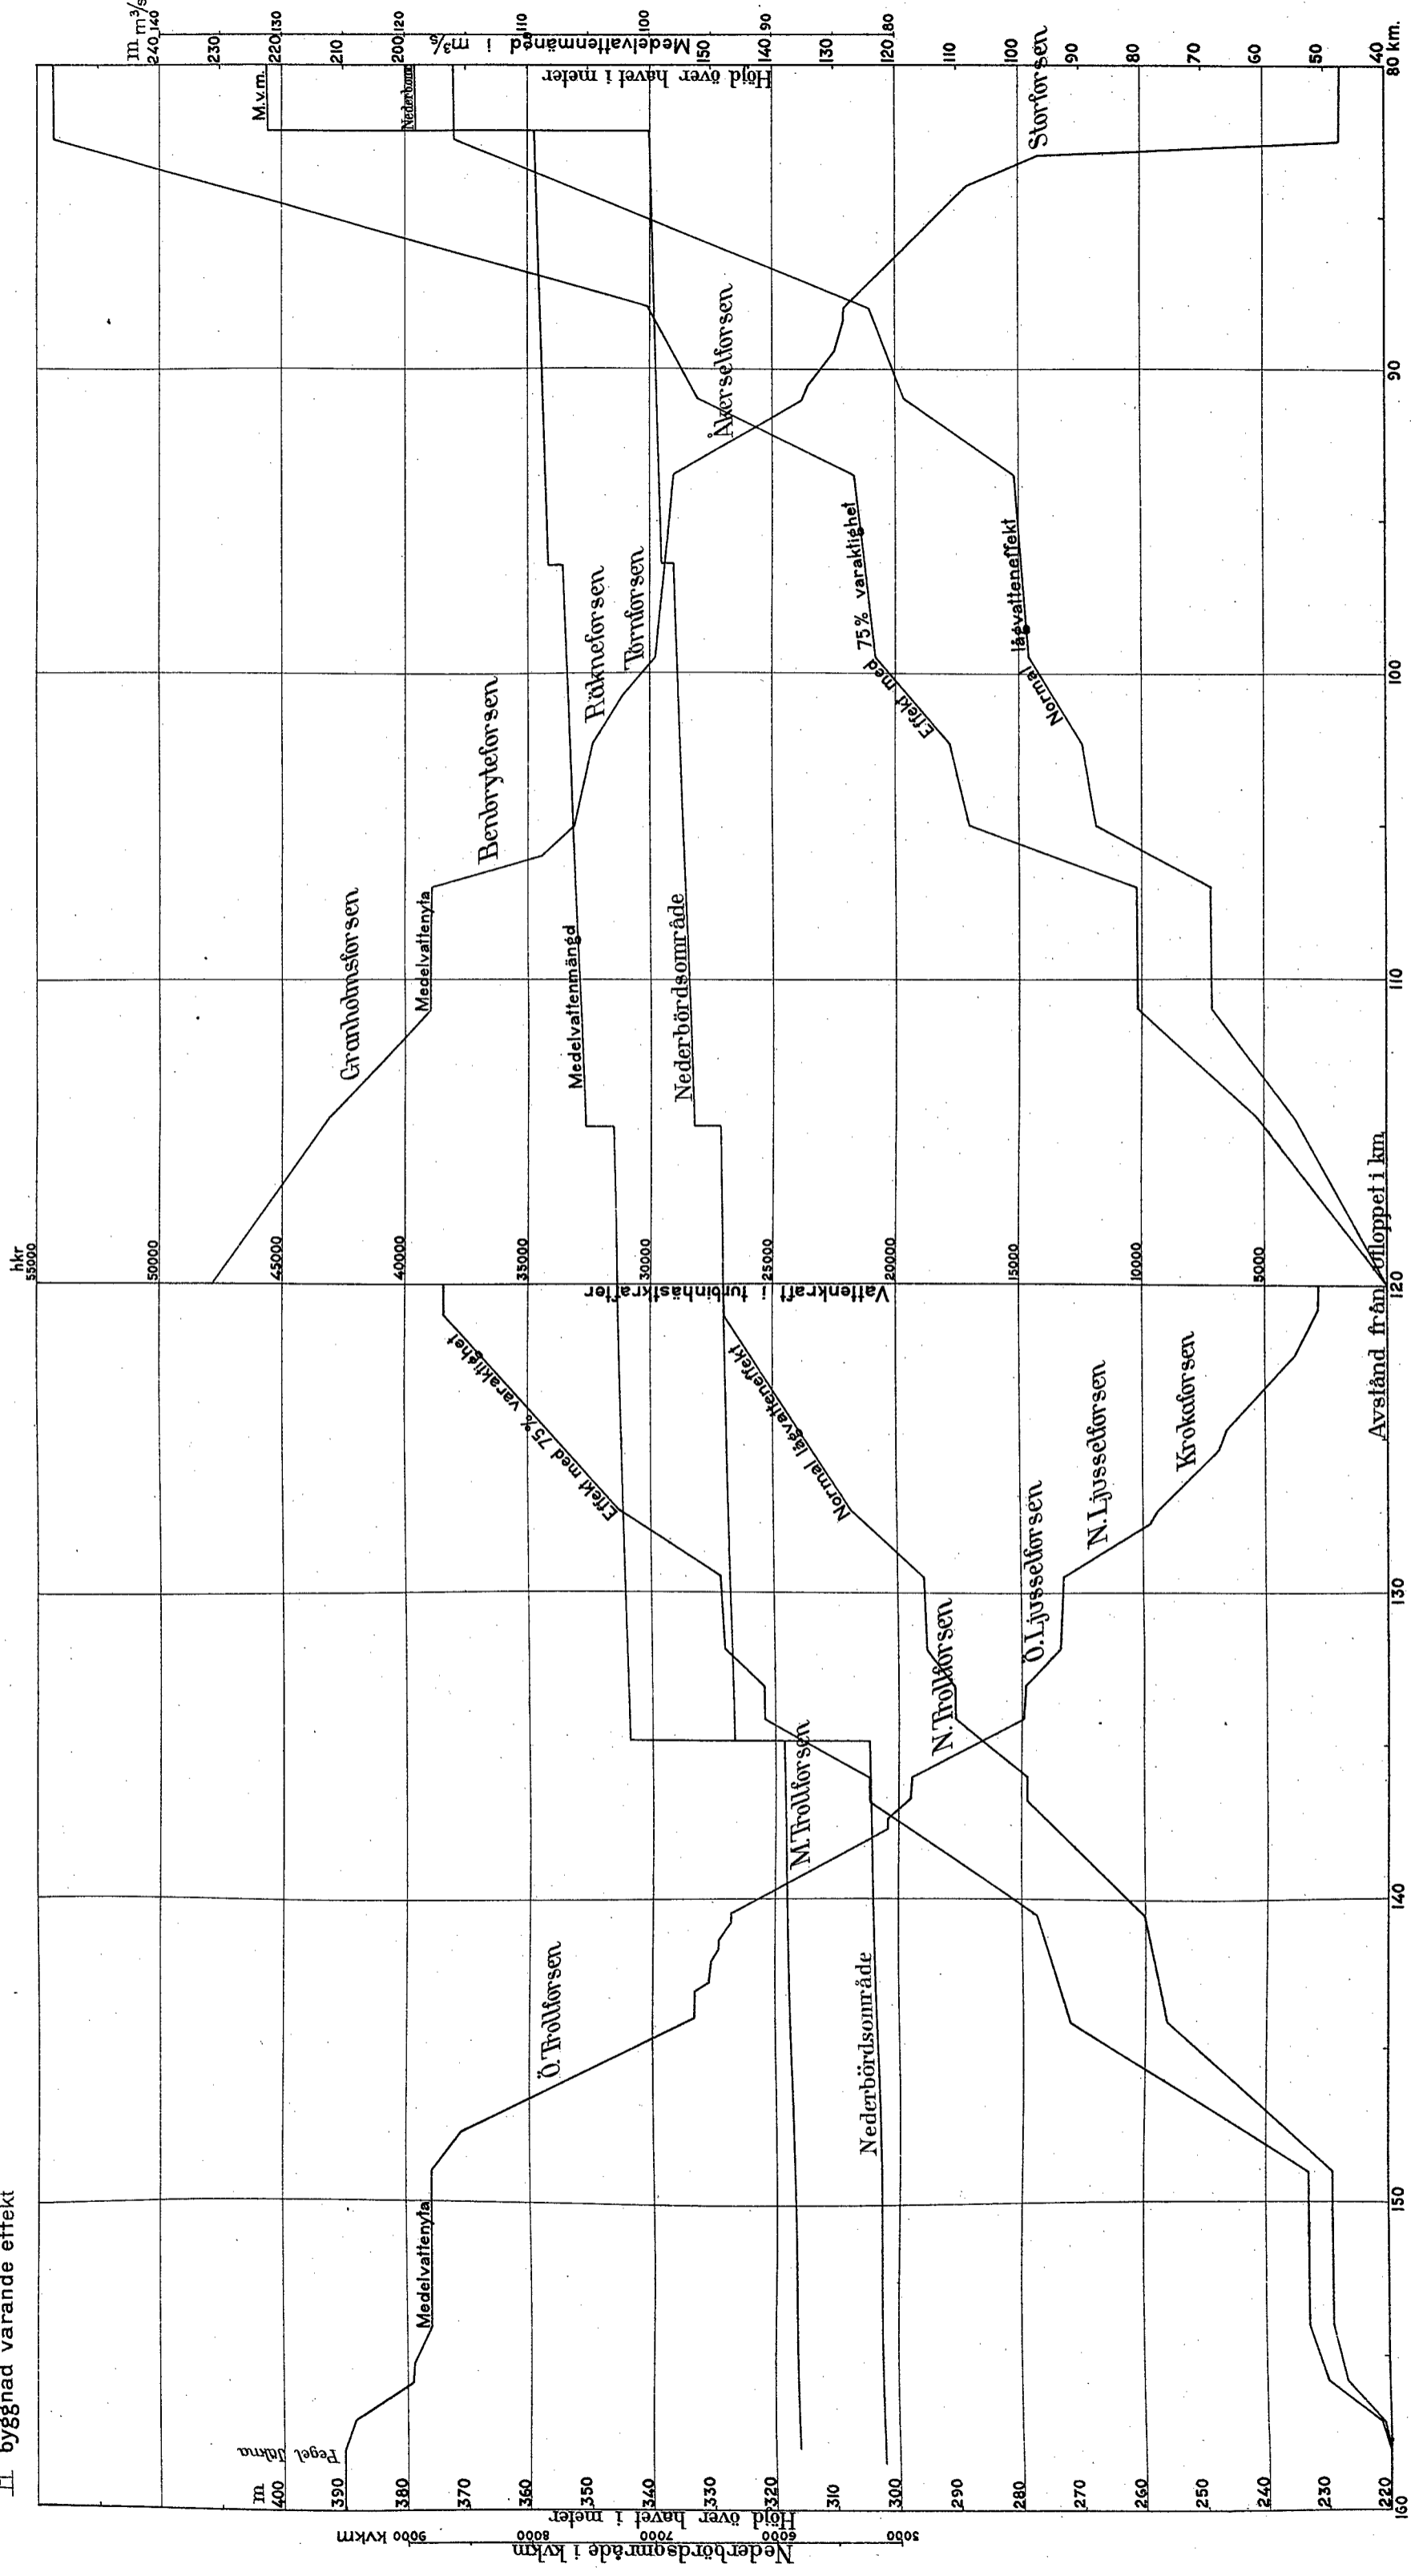 byggnad varande effekt
m m³/s
240 140
230
220 130
210
200 120
110
100
150
140 90
130
120 80
110
100
90
80
70
60
50
40
Medelvattenmängd i m³/s
Höjd över havet i meter
M.v.m.
80 km.
90
100
110
120
130
140
150
160
Storforsen
Åkerselforsen
Tornforsen
Räkneforsen
Benbryteforsen
Granholmsforsen
Medelvattenyta
Medelvattenmängd
Nederbördsområde
Effekt med 75% varaktighet
Normal lågvatteneffekt
hkr
55000
50000
45000
40000
35000
30000
25000
20000
15000
10000
5000
Vattenkraft i turbinhästkrafter
Avstånd från utloppet i km
Effekt med 75% varaktighet
Normal lågvatteneffekt
Krokaforsen
N.Ljusselforsen
Ö.Ljusselforsen
N.Trollforsen
M.Trollforsen
Ö.Trollforsen
Nederbördsområde
Medelvattenyta
Pegel Jäkna
m
400
390
380
370
360
350
340
330
320
310
300
290
280
270
260
250
240
230
220
Höjd över havet i meter
9000 kvkm
8000
7000
6000
5000
Nederbördsområde i kvkm